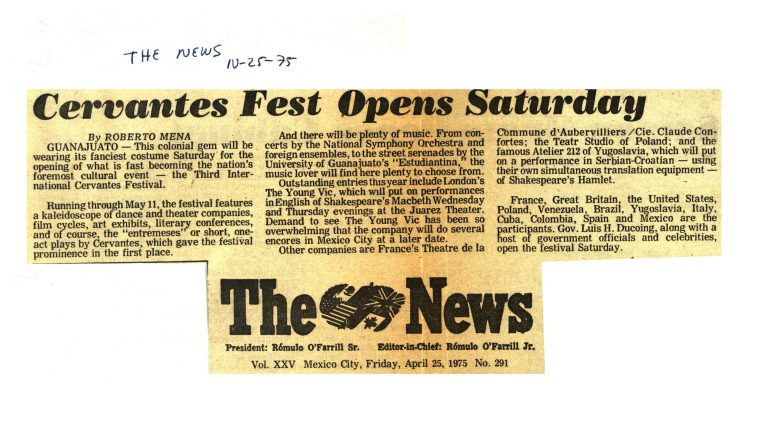 THE NEWS
IV-25-75
Cervantes Fest Opens Saturday
By ROBERTO MENA
GUANAJUATO — This colonial gem will be
wearing its fanciest costume Saturday for the
opening of what is fast becoming the nation's
foremost cultural event — the Third Inter-
national Cervantes Festival.
Running through May 11, the festival features
a kaleidoscope of dance and theater companies,
film cycles, art exhibits, literary conferences,
and of course, the "entremeses" or short, one-
act plays by Cervantes, which gave the festival
prominence in the first place.
And there will be plenty of music. From con-
certs by the National Symphony Orchestra and
foreign ensembles, to the street serenades by the
University of Guanajuato's "Estudiantina," the
music lover will find here plenty to choose from.
Outstanding entries this year include London's
The Young Vic, which will put on performances
in English of Shakespeare's Macbeth Wednesday
and Thursday evenings at the Juarez Theater.
Demand to see The Young Vic has been so
overwhelming that the company will do several
encores in Mexico City at a later date.
Other companies are France's Theatre de la
Commune d'Aubervilliers/Cie. Claude Con-
fortes; the Teatr Studio of Poland; and the
famous Atelier 212 of Yugoslavia, which will put
on a performance in Serbian-Croatian — using
their own simultaneous translation equipment —
of Shakespeare's Hamlet.
France, Great Britain, the United States,
Poland, Venezuela, Brazil, Yugoslavia, Italy,
Cuba, Colombia, Spain and Mexico are the
participants. Gov. Luis H. Ducoing, along with a
host of government officials and celebrities,
open the festival Saturday.
The News
President: Rómulo O'Farrill Sr. Editor-in-Chief: Rómulo O'Farrill Jr.
Vol. XXV Mexico City, Friday, April 25, 1975 No. 291